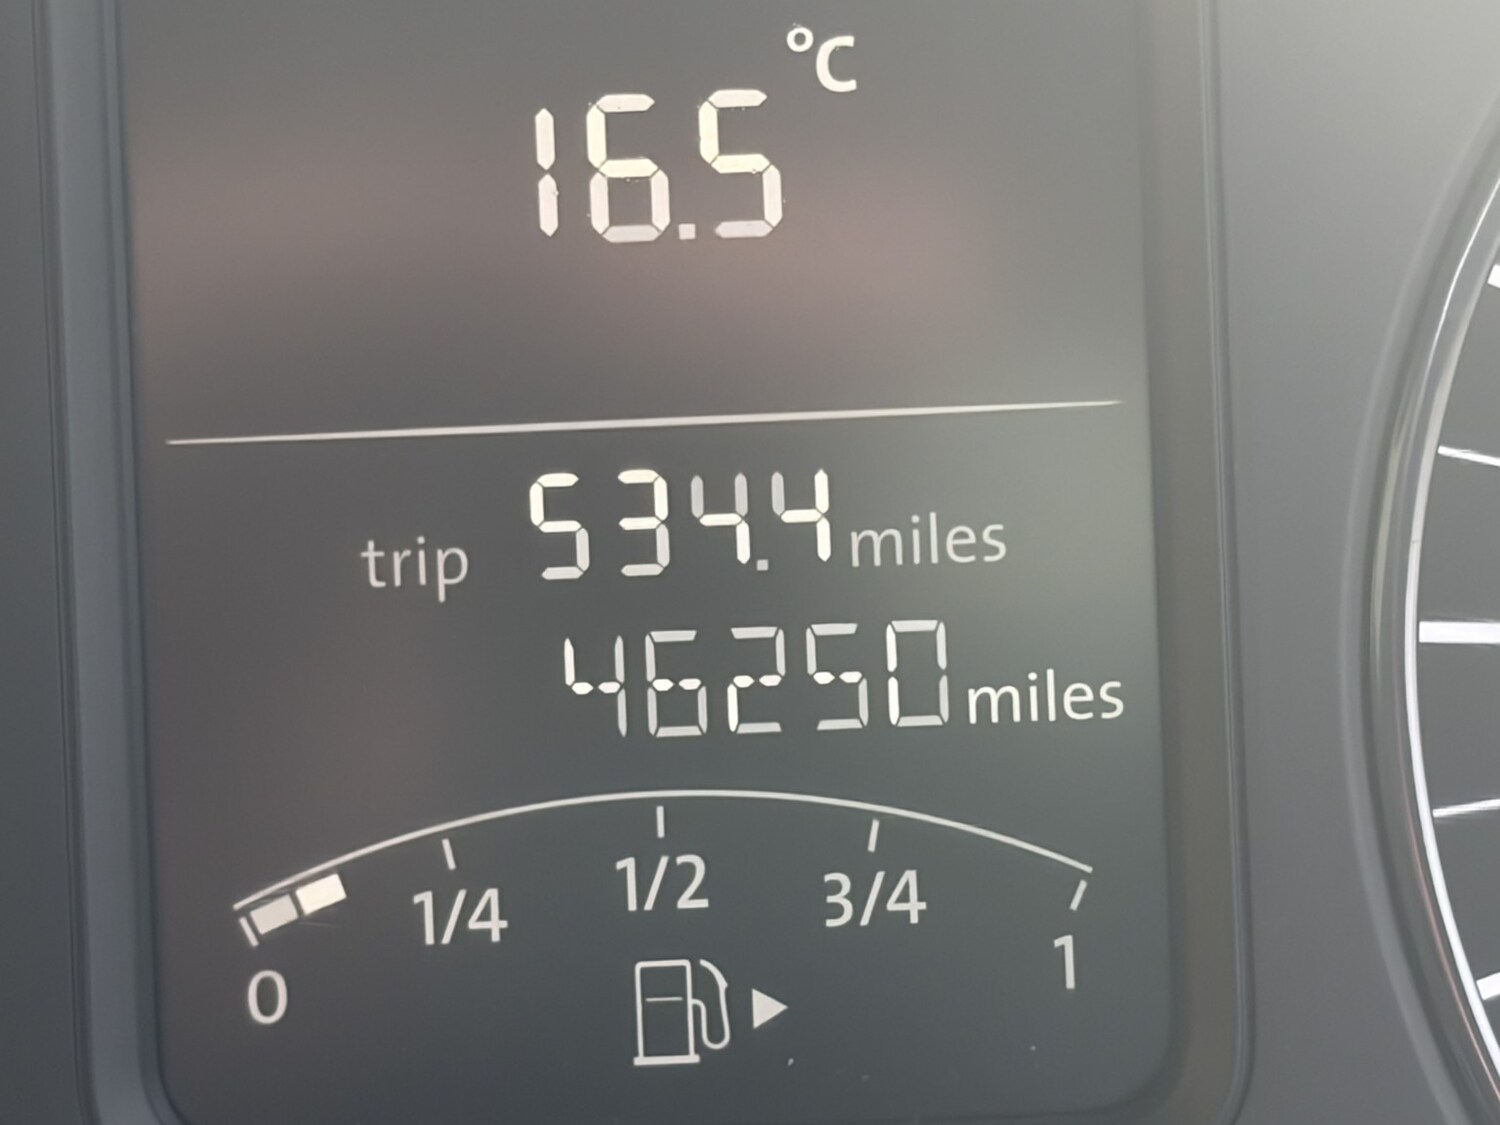 16.5 °C
trip 534.4 miles
46250 miles
0 1/4 1/2 3/4 1